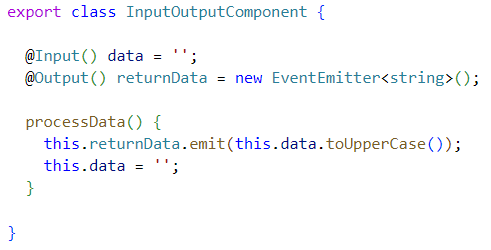 export class InputOutputComponent {
@Input() data = '';
@Output() returnData = new EventEmitter<string>();
processData() {
this.returnData.emit(this.data.toUpperCase());
this.data = '';
}
}